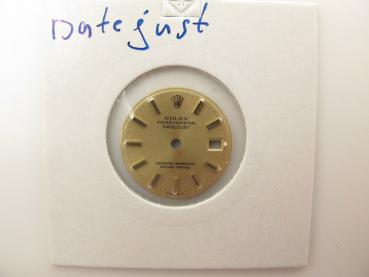 Datejust
ROLEX
OYSTER PERPETUAL
DATEJUST
SUPERLATIVE CHRONOMETER
OFFICIALLY CERTIFIED